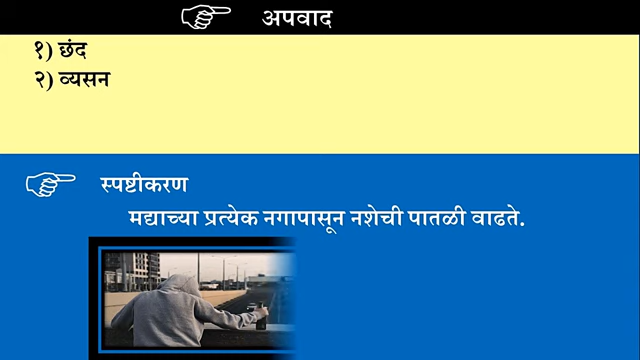 अपवाद
१) छंद
२) व्यसन
स्पष्टीकरण
मद्याच्या प्रत्येक नगापासून नशेची पातळी वाढते.